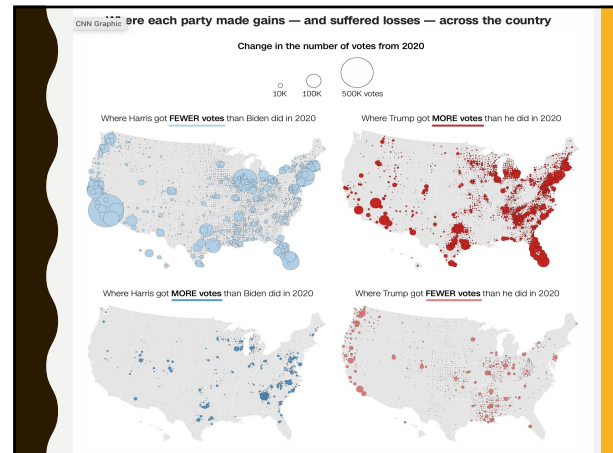 Where each party made gains — and suffered losses — across the country
CNN Graphic
Change in the number of votes from 2020
10K 100K 500K votes
Where Harris got FEWER votes than Biden did in 2020
Where Trump got MORE votes than he did in 2020
Where Harris got MORE votes than Biden did in 2020
Where Trump got FEWER votes than he did in 2020